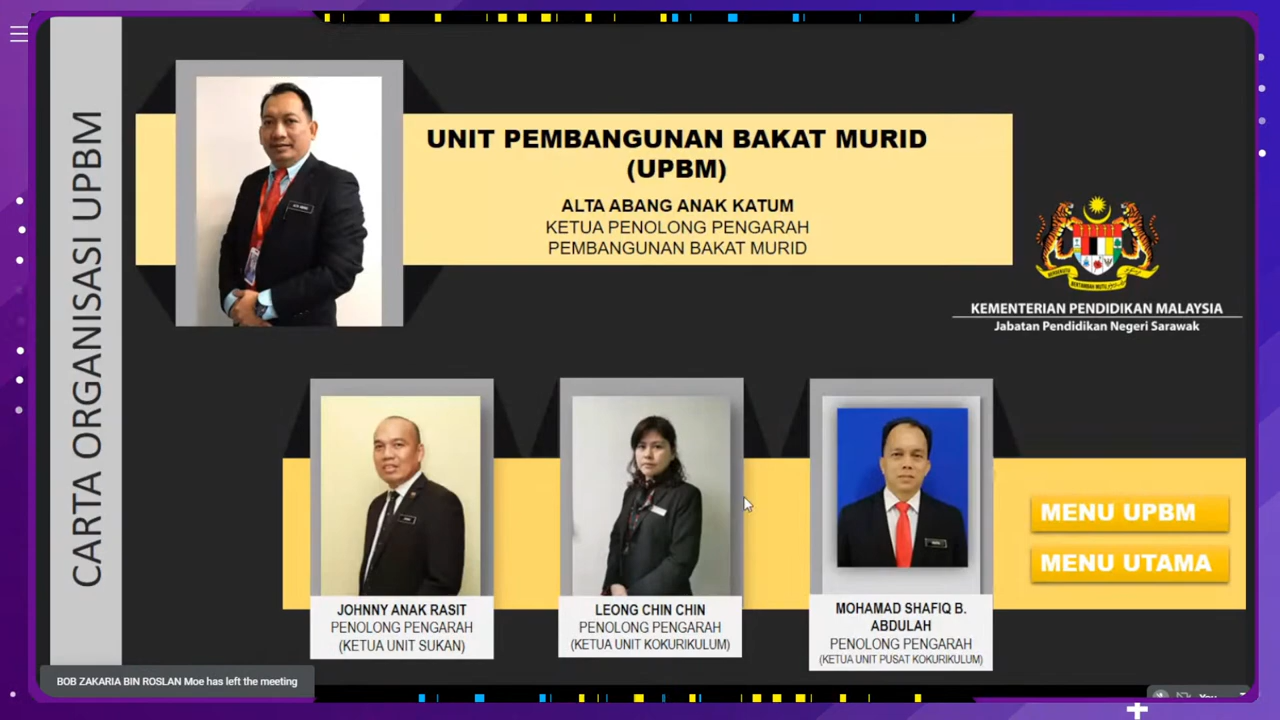 CARTA ORGANISASI UPBM
UNIT PEMBANGUNAN BAKAT MURID
(UPBM)
ALTA ABANG ANAK KATUM
KETUA PENOLONG PENGARAH
PEMBANGUNAN BAKAT MURID
KEMENTERIAN PENDIDIKAN MALAYSIA
Jabatan Pendidikan Negeri Sarawak
JOHNNY ANAK RASIT
PENOLONG PENGARAH
(KETUA UNIT SUKAN)
LEONG CHIN CHIN
PENOLONG PENGARAH
(KETUA UNIT KOKURIKULUM)
MOHAMAD SHAFIQ B.
ABDULAH
PENOLONG PENGARAH
(KETUA UNIT PUSAT KOKURIKULUM)
MENU UPBM
MENU UTAMA
BOB ZAKARIA BIN ROSLAN Moe has left the meeting
You